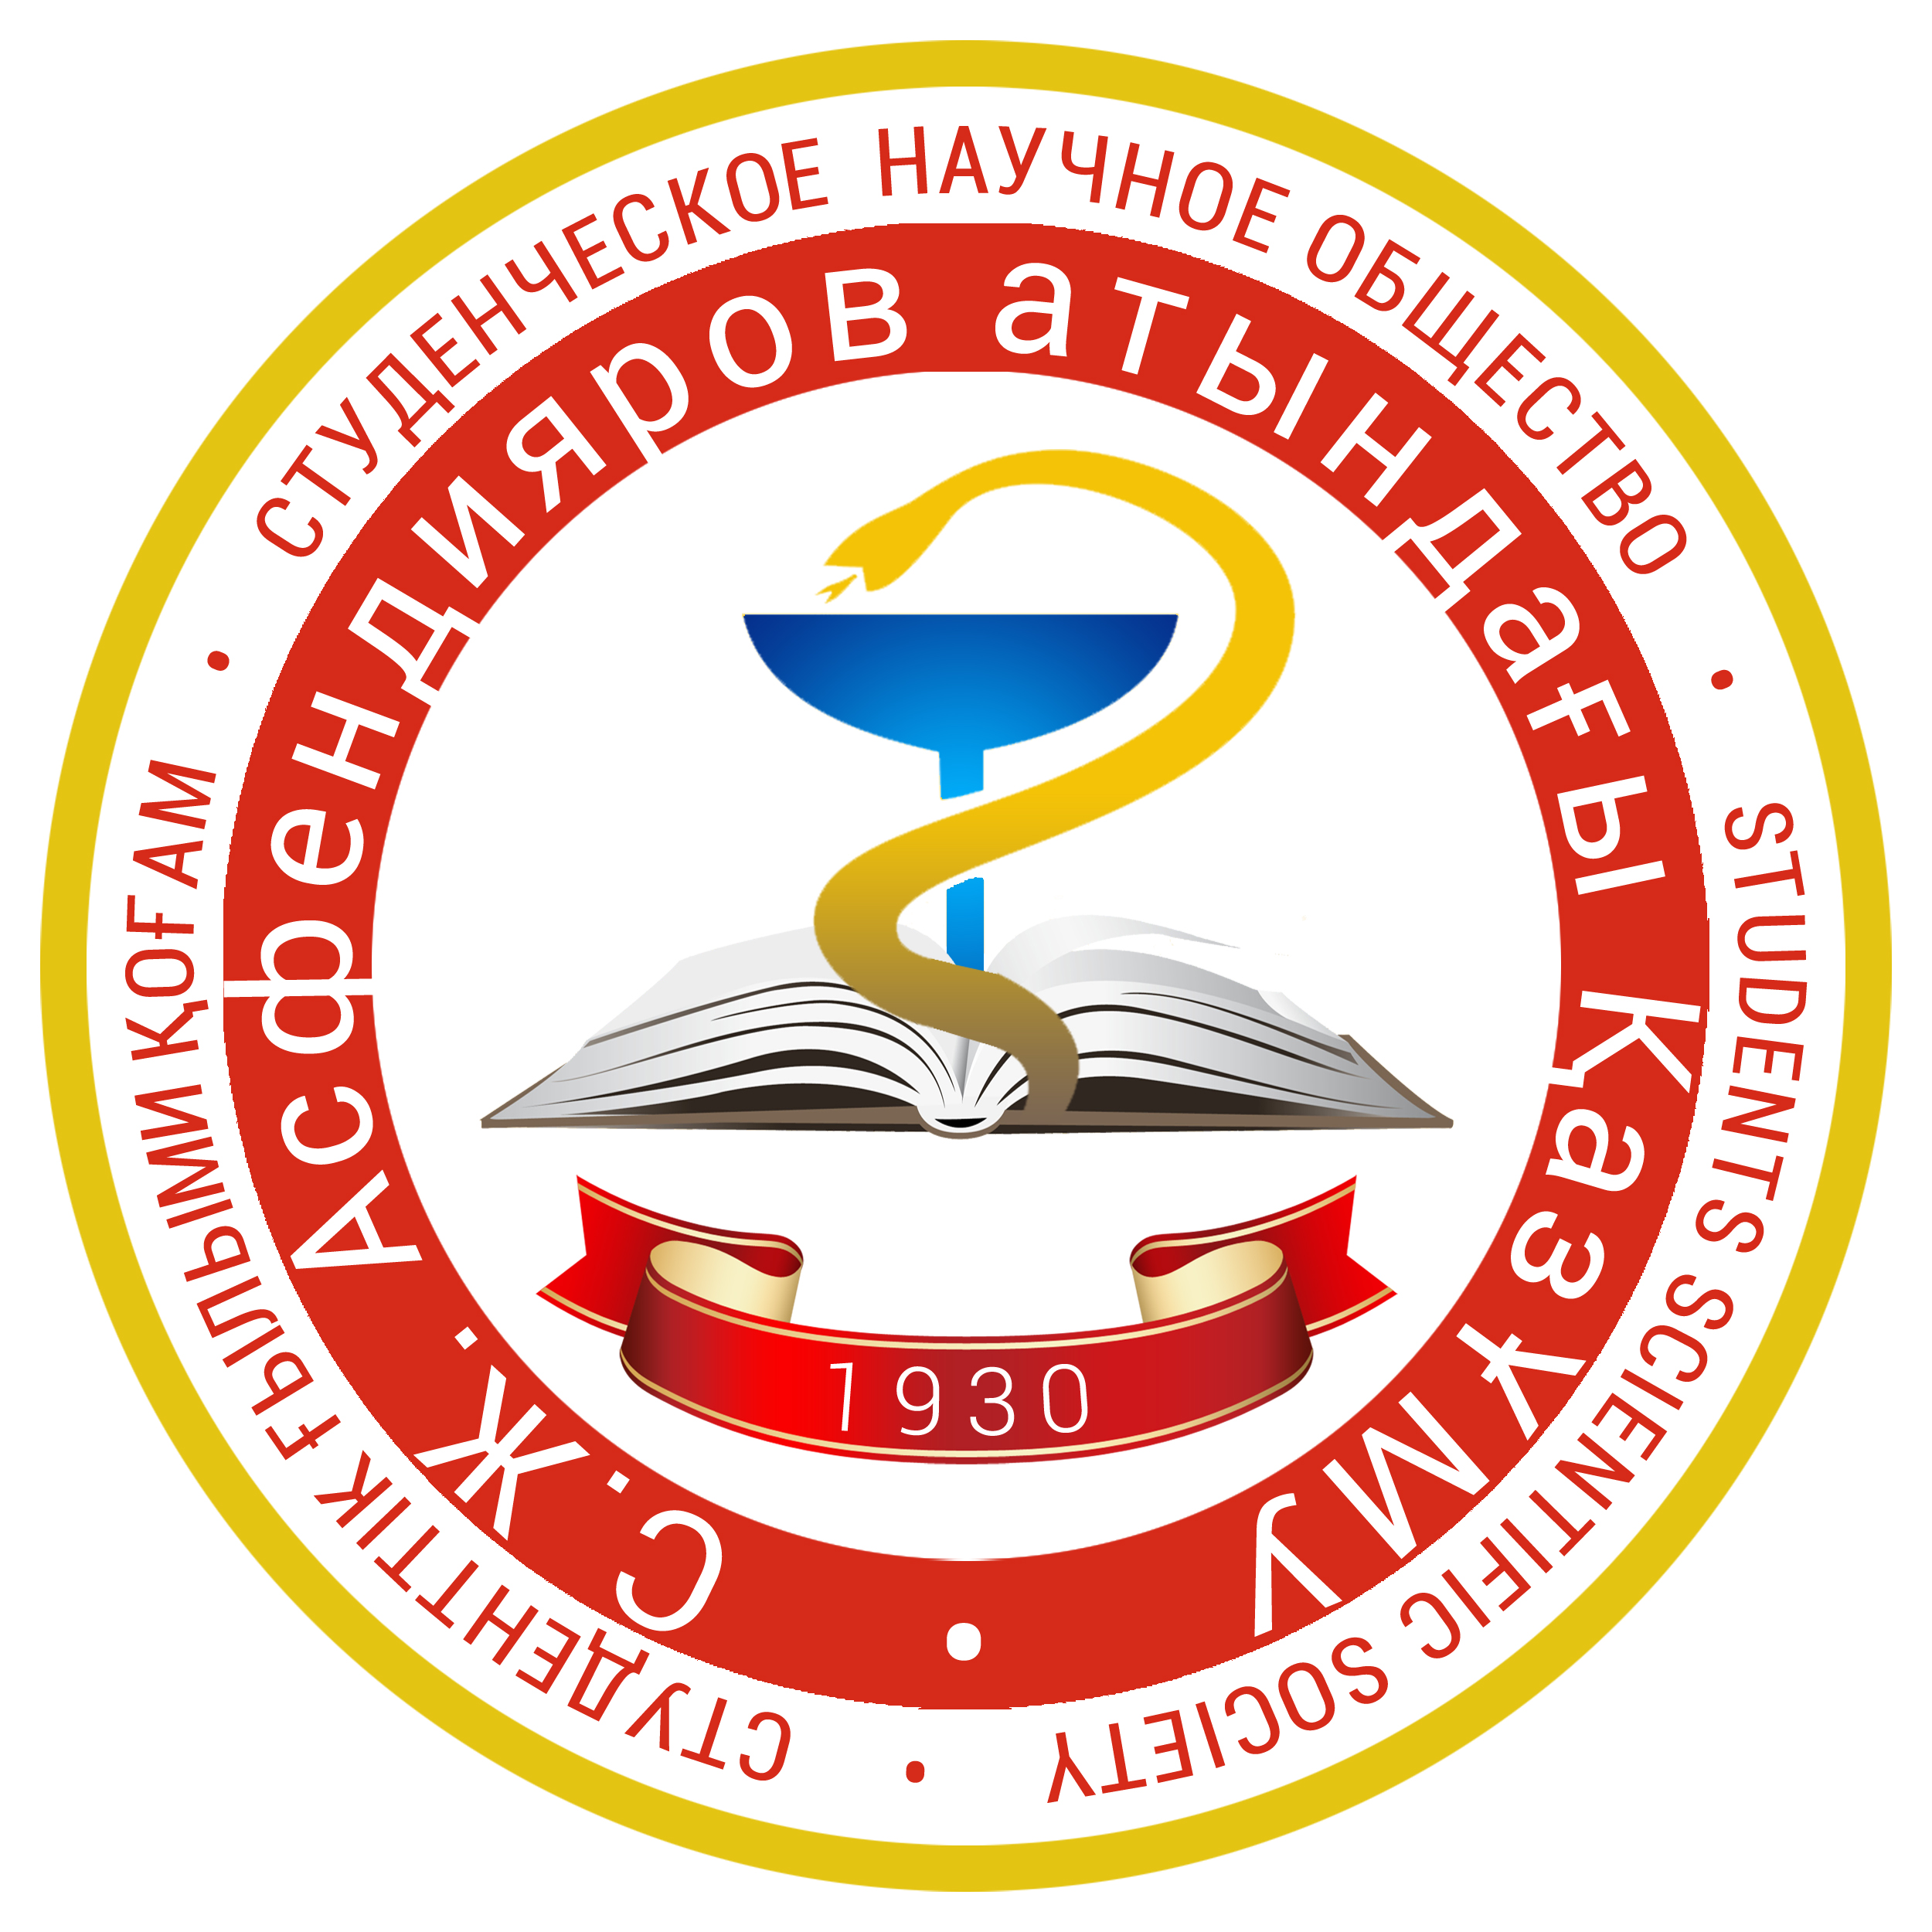 СТУДЕНЧЕСКОЕ НАУЧНОЕ ОБЩЕСТВО
STUDENTS SCIENTIFIC SOCIETY
СТУДЕНТТІК ҒЫЛЫМИ ҚОҒАМ
С.Ж. Асфендияров атындағы ҚазҰМУ
1930